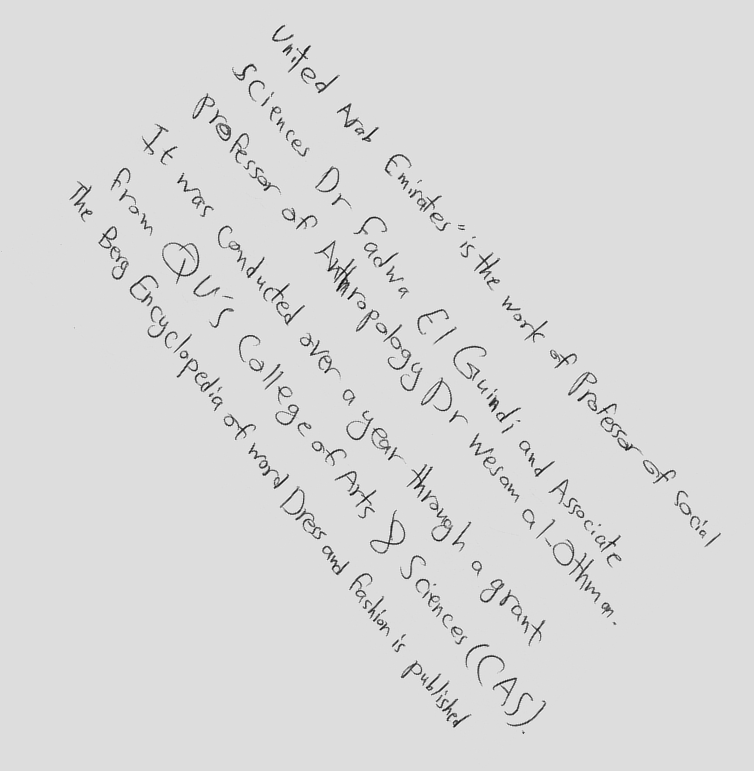 United Arab Emirates" is the work of Professor of Social
Sciences Dr Fadwa El Guindi and Associate
professor of Anthropology Dr Wesam al-Othman.
It was conducted over a year through a grant
from QU's College of Arts & Sciences (CAS).
The Berg Encyclopedia of word Dress and fashion is published